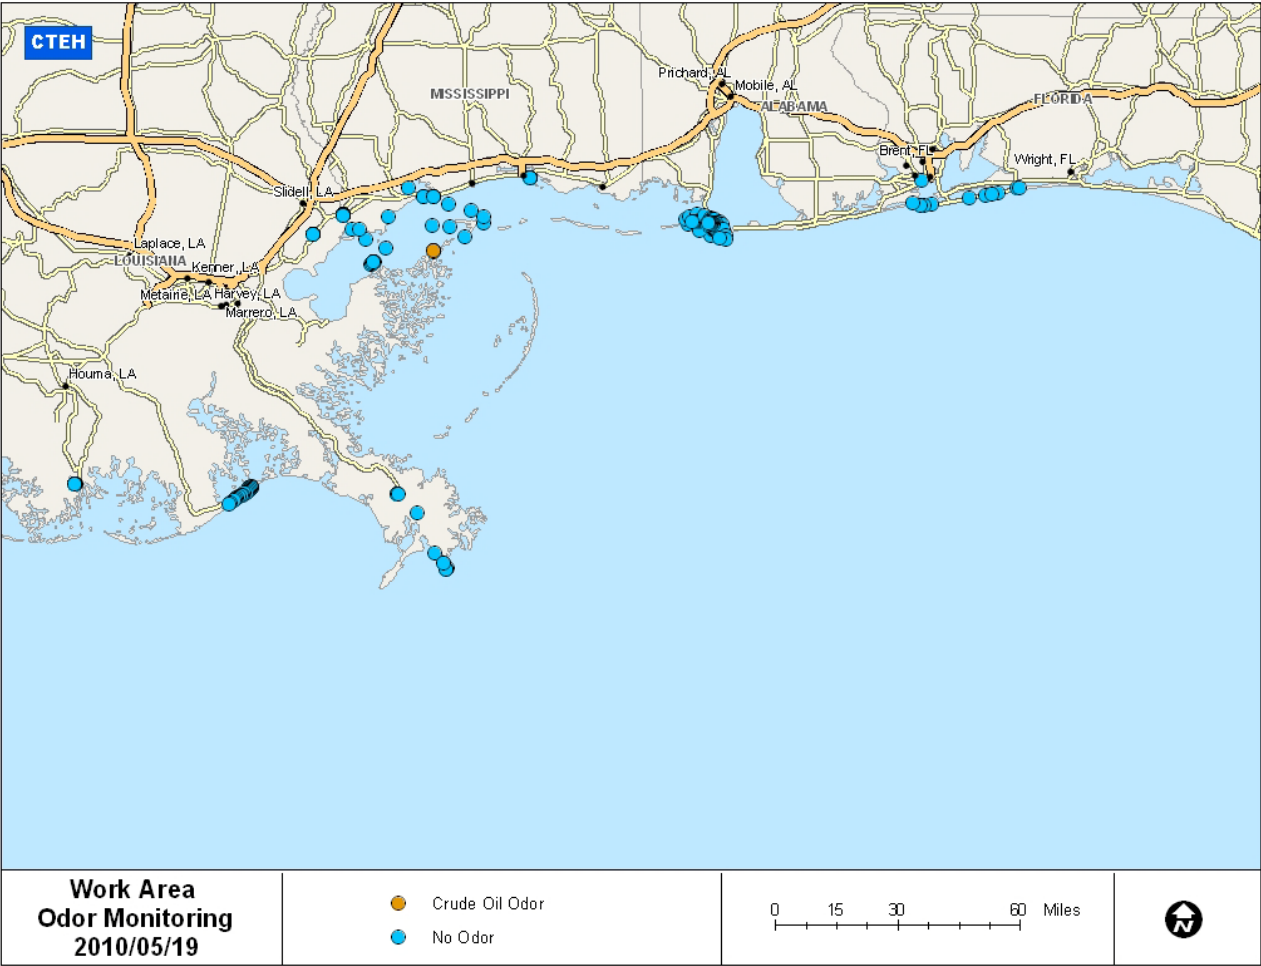 CTEH
Prichard, AL
Mobile, AL
MISSISSIPPI
ALABAMA
FLORIDA
Brent, FL
Wright, FL
Slidell, LA
Laplace, LA
LOUISIANA
Kenner, LA
Metairie, LA
Harvey, LA
Marrero, LA
Houma, LA
Work Area
Odor Monitoring
2010/05/19
Crude Oil Odor
No Odor
0 15 30 60 Miles
N